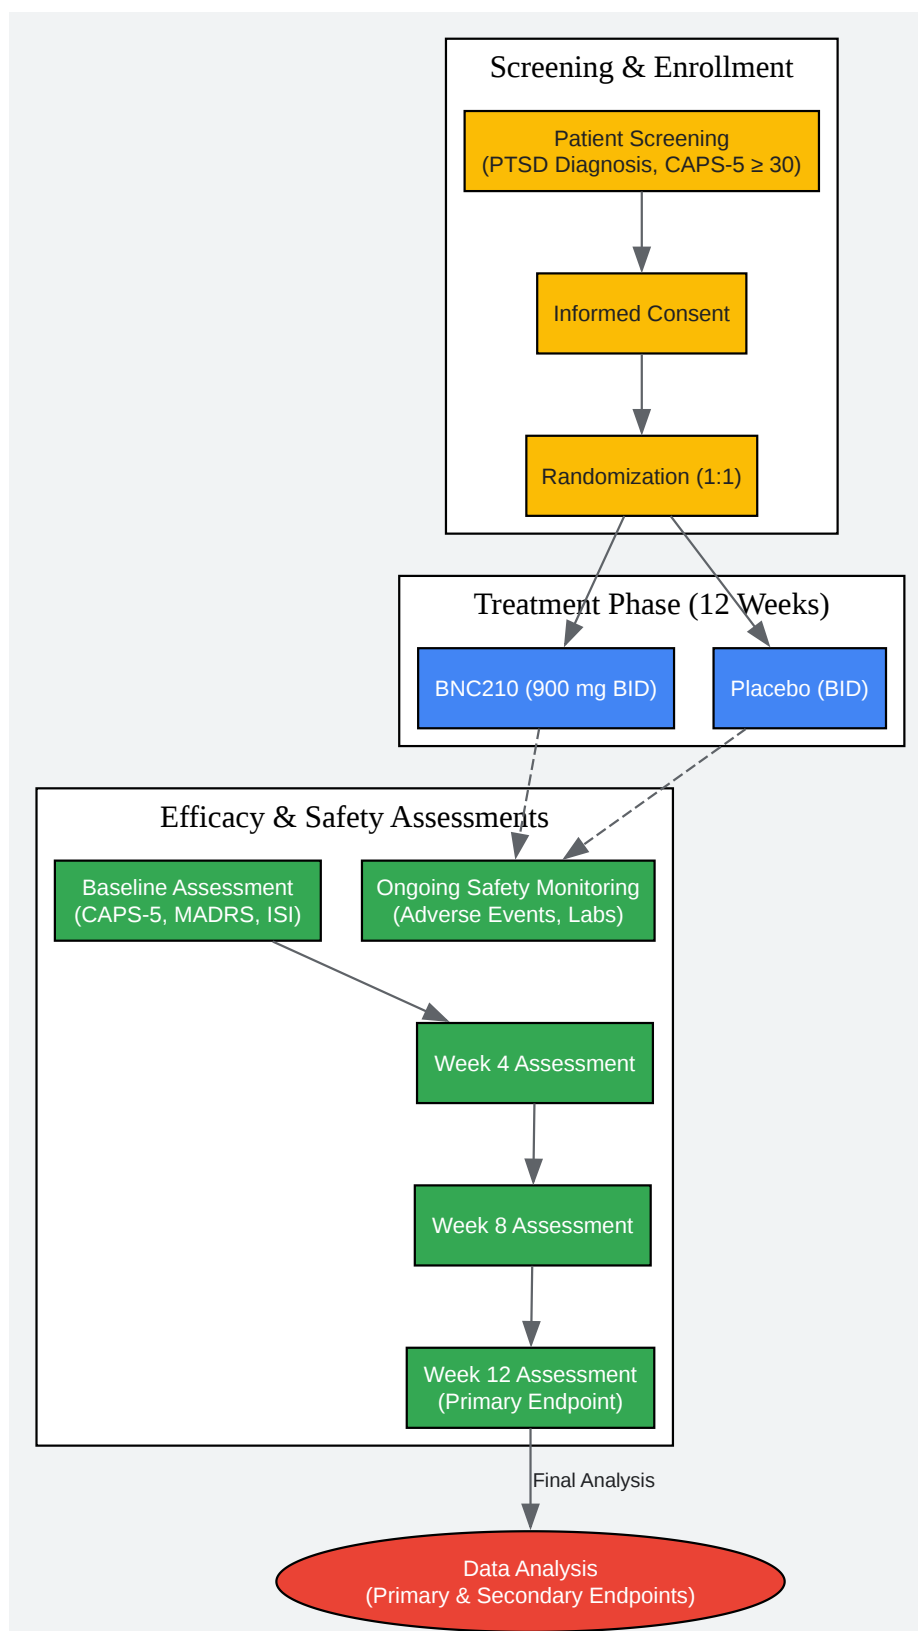 Screening & Enrollment
Patient Screening
(PTSD Diagnosis, CAPS-5 ≥ 30)
Informed Consent
Randomization (1:1)
Treatment Phase (12 Weeks)
BNC210 (900 mg BID)
Placebo (BID)
Efficacy & Safety Assessments
Baseline Assessment
(CAPS-5, MADRS, ISI)
Ongoing Safety Monitoring
(Adverse Events, Labs)
Week 4 Assessment
Week 8 Assessment
Week 12 Assessment
(Primary Endpoint)
Final Analysis
Data Analysis
(Primary & Secondary Endpoints)